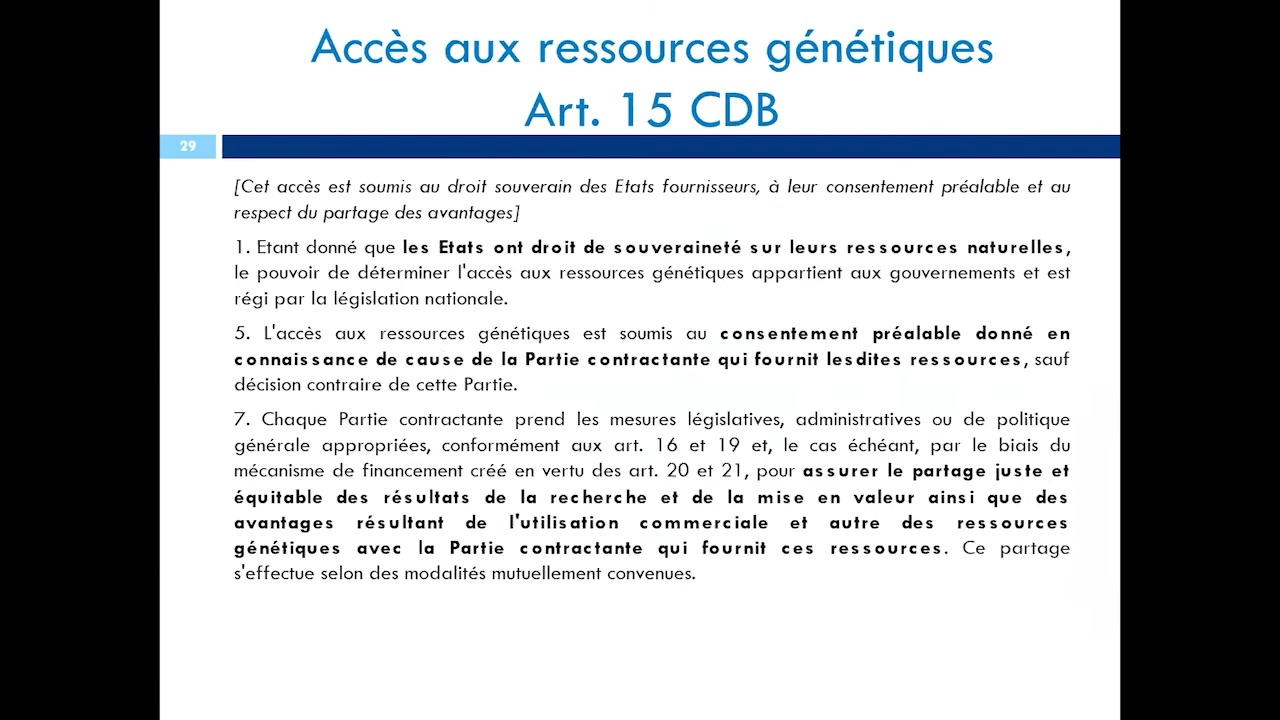 Accès aux ressources génétiques
Art. 15 CDB
29
[Cet accès est soumis au droit souverain des Etats fournisseurs, à leur consentement préalable et au
respect du partage des avantages]
1. Etant donné que les Etats ont droit de souveraineté sur leurs ressources naturelles,
le pouvoir de déterminer l'accès aux ressources génétiques appartient aux gouvernements et est
régi par la législation nationale.
5. L'accès aux ressources génétiques est soumis au consentement préalable donné en
connaissance de cause de la Partie contractante qui fournit lesdites ressources, sauf
décision contraire de cette Partie.
7. Chaque Partie contractante prend les mesures législatives, administratives ou de politique
générale appropriées, conformément aux art. 16 et 19 et, le cas échéant, par le biais du
mécanisme de financement créé en vertu des art. 20 et 21, pour assurer le partage juste et
équitable des résultats de la recherche et de la mise en valeur ainsi que des
avantages résultant de l'utilisation commerciale et autre des ressources
génétiques avec la Partie contractante qui fournit ces ressources. Ce partage
s'effectue selon des modalités mutuellement convenues.